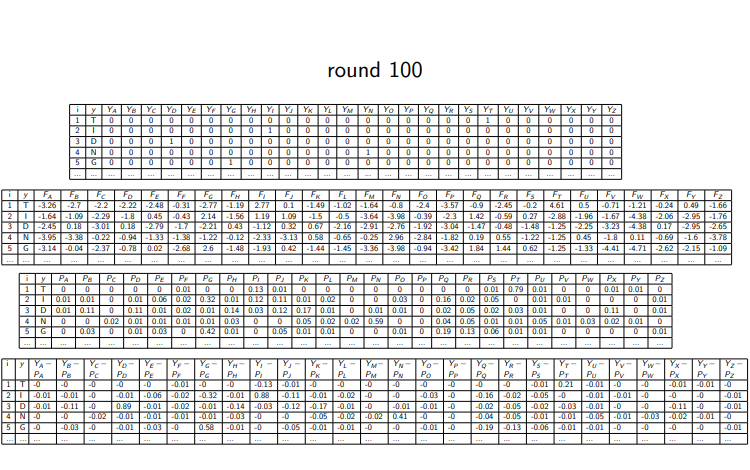 round 100
i y Y_A Y_B Y_C Y_D Y_E Y_F Y_G Y_H Y_I Y_J Y_K Y_L Y_M Y_N Y_O Y_P Y_Q Y_R Y_S Y_T Y_U Y_V Y_W Y_X Y_Y Y_Z
1 T 0 0 0 0 0 0 0 0 0 0 0 0 0 0 0 0 0 0 0 1 0 0 0 0 0 0
2 I 0 0 0 0 0 0 0 0 1 0 0 0 0 0 0 0 0 0 0 0 0 0 0 0 0 0
3 D 0 0 0 1 0 0 0 0 0 0 0 0 0 0 0 0 0 0 0 0 0 0 0 0 0 0
4 N 0 0 0 0 0 0 0 0 0 0 0 0 0 1 0 0 0 0 0 0 0 0 0 0 0 0
5 G 0 0 0 0 0 0 1 0 0 0 0 0 0 0 0 0 0 0 0 0 0 0 0 0 0 0
... ... ... ... ... ... ... ... ... ... ... ... ... ... ... ... ... ... ... ... ... ... ... ... ... ... ... ...
i y F_A F_B F_C F_D F_E F_F F_G F_H F_I F_J F_K F_L F_M F_N F_O F_P F_Q F_R F_S F_T F_U F_V F_W F_X F_Y F_Z
1 T -3.26 -1.09 -2.2 -2.22 -2.48 -0.31 -2.77 -1.19 2.77 0.1 -1.49 -1.02 -1.64 -0.8 -2.4 -3.57 -0.9 -2.45 -0.2 4.61 0.5 -0.71 -1.21 -0.24 0.49 -1.66
2 I -1.64 -1.09 -2.29 -1.8 0.45 -0.43 2.14 -1.56 1.19 1.09 -1.5 -0.5 -3.64 -3.98 -0.39 -2.3 1.42 -0.59 0.27 -2.88 -1.96 -1.67 -4.38 -2.06 -2.95 -1.76
3 D -2.45 0.18 -3.01 0.18 -2.79 -1.7 -2.21 0.43 -1.12 0.32 0.67 -2.16 -2.91 -2.76 -1.92 -3.04 -1.47 -0.48 -1.48 -1.25 -2.25 -3.23 -4.38 0.17 -2.95 -2.65
4 N -3.95 -3.38 -0.22 -0.94 -1.33 -1.38 -1.22 -0.12 -2.33 -3.13 0.58 -0.65 -0.25 2.96 -2.84 -1.82 0.19 0.55 -1.22 -1.25 0.45 -1.8 0.11 -0.69 -1.6 -3.78
5 G -3.14 -0.04 -2.37 -0.78 0.02 -2.68 2.6 -1.48 -1.93 0.42 -1.44 -1.45 -3.36 -3.98 -0.94 -3.42 1.84 1.44 0.62 -1.25 -1.33 -4.41 -4.71 -2.62 -2.15 -1.09
... ... ... ... ... ... ... ... ... ... ... ... ... ... ... ... ... ... ... ... ... ... ... ... ... ... ... ...
i y P_A P_B P_C P_D P_E P_F P_G P_H P_I P_J P_K P_L P_M P_N P_O P_P P_Q P_R P_S P_T P_U P_V P_W P_X P_Y P_Z
1 T 0 0 0 0 0 0.01 0 0 0.13 0.01 0 0 0 0 0 0 0 0 0.01 0.79 0.01 0 0 0.01 0.01 0
2 I 0.01 0.01 0 0.01 0.06 0.02 0.32 0.01 0.12 0.11 0.01 0.02 0 0 0.03 0 0.16 0.02 0.05 0 0.01 0.01 0 0 0 0.01
3 D 0.01 0.11 0 0.11 0.01 0.02 0.01 0.14 0.03 0.12 0.17 0.01 0 0.01 0.01 0 0.02 0.05 0.02 0.03 0.01 0 0 0.11 0 0.01
4 N 0 0 0.02 0.01 0.01 0.01 0.01 0.03 0 0 0.05 0.02 0.02 0.59 0 0 0.04 0.05 0.01 0.01 0.05 0.01 0.03 0.02 0.01 0
5 G 0 0.03 0 0.01 0.03 0 0.42 0.01 0 0.05 0.01 0.01 0 0 0.01 0 0.19 0.13 0.06 0.01 0.01 0 0 0 0 0.01
... ... ... ... ... ... ... ... ... ... ... ... ... ... ... ... ... ... ... ... ... ... ... ... ... ... ... ...
i y Y_A − Y_B − Y_C − Y_D − Y_E − Y_F − Y_G − Y_H − Y_I − Y_J − Y_K − Y_L − Y_M − Y_N − Y_O − Y_P − Y_Q − Y_R − Y_S − Y_T − Y_U − Y_V − Y_W − Y_X − Y_Y − Y_Z −
P_A P_B P_C P_D P_E P_F P_G P_H P_I P_J P_K P_L P_M P_N P_O P_P P_Q P_R P_S P_T P_U P_V P_W P_X P_Y P_Z
1 T -0 -0 -0 -0 -0 -0.01 -0 -0 -0.13 -0.01 -0 -0 -0 -0 -0 -0 -0 -0 -0.01 0.21 -0.01 -0 -0 -0.01 -0.01 -0
2 I -0.01 -0.01 -0 -0.01 -0.06 -0.02 -0.32 -0.01 0.88 -0.11 -0.01 -0.02 -0 -0 -0.03 -0 -0.16 -0.02 -0.05 -0 -0.01 -0.01 -0 -0 -0 -0.01
3 D -0.01 -0.11 -0 0.89 -0.01 -0.02 -0.01 -0.14 -0.03 -0.12 -0.17 -0.01 -0 -0.01 -0.01 -0 -0.02 -0.05 -0.02 -0.03 -0.01 -0 -0 -0.11 -0 -0.01
4 N -0 -0 -0.02 -0.01 -0.01 -0.01 -0.01 -0.03 -0 -0 -0.05 -0.02 -0.02 0.41 -0 -0 -0.04 -0.05 -0.01 -0.01 -0.05 -0.01 -0.03 -0.02 -0.01 -0
5 G -0 -0.03 -0 -0.01 -0.03 -0 0.58 -0.01 -0 -0.05 -0.01 -0.01 -0 -0 -0.01 -0 -0.19 -0.13 -0.06 -0.01 -0.01 -0 -0 -0 -0 -0.01
... ... ... ... ... ... ... ... ... ... ... ... ... ... ... ... ... ... ... ... ... ... ... ... ... ... ... ...